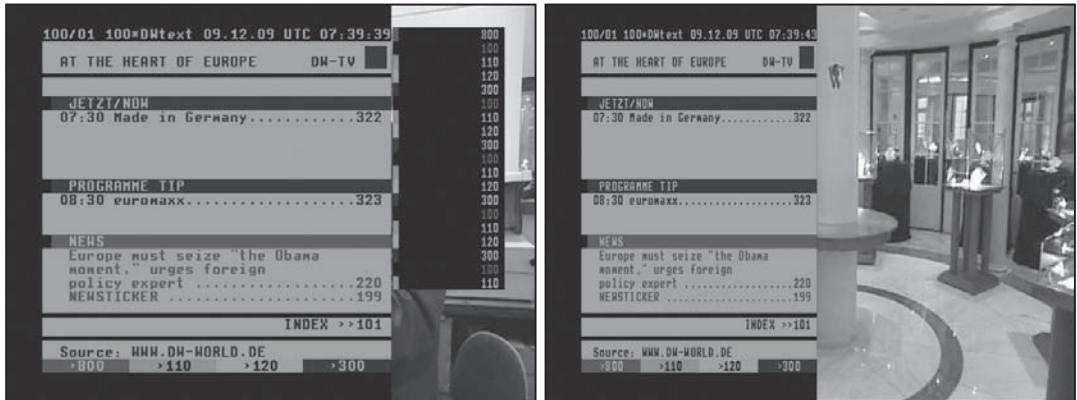 100/01 100*DWtext 09.12.09 UTC 07:39:39
AT THE HEART OF EUROPE DW-TV
JETZT/NOW
07:30 Made in Germany............322
PROGRAMME TIP
08:30 euromaxx..................323
NEWS
Europe must seize "the Obama
moment," urges foreign
policy expert ..................220
NEWSTICKER .....................199
INDEX >>101
Source: WWW.DW-WORLD.DE
>800 >110 >120 >300
800
100
110
120
300
100
110
120
300
100
110
120
300
100
110
120
300
100
110
100/01 100*DWtext 09.12.09 UTC 07:39:43
AT THE HEART OF EUROPE DW-TV
JETZT/NOW
07:30 Made in Germany............322
PROGRAMME TIP
08:30 euromaxx..................323
NEWS
Europe must seize "the Obama
moment," urges foreign
policy expert ..................220
NEWSTICKER .....................199
INDEX >>101
Source: WWW.DW-WORLD.DE
>800 >110 >120 >300